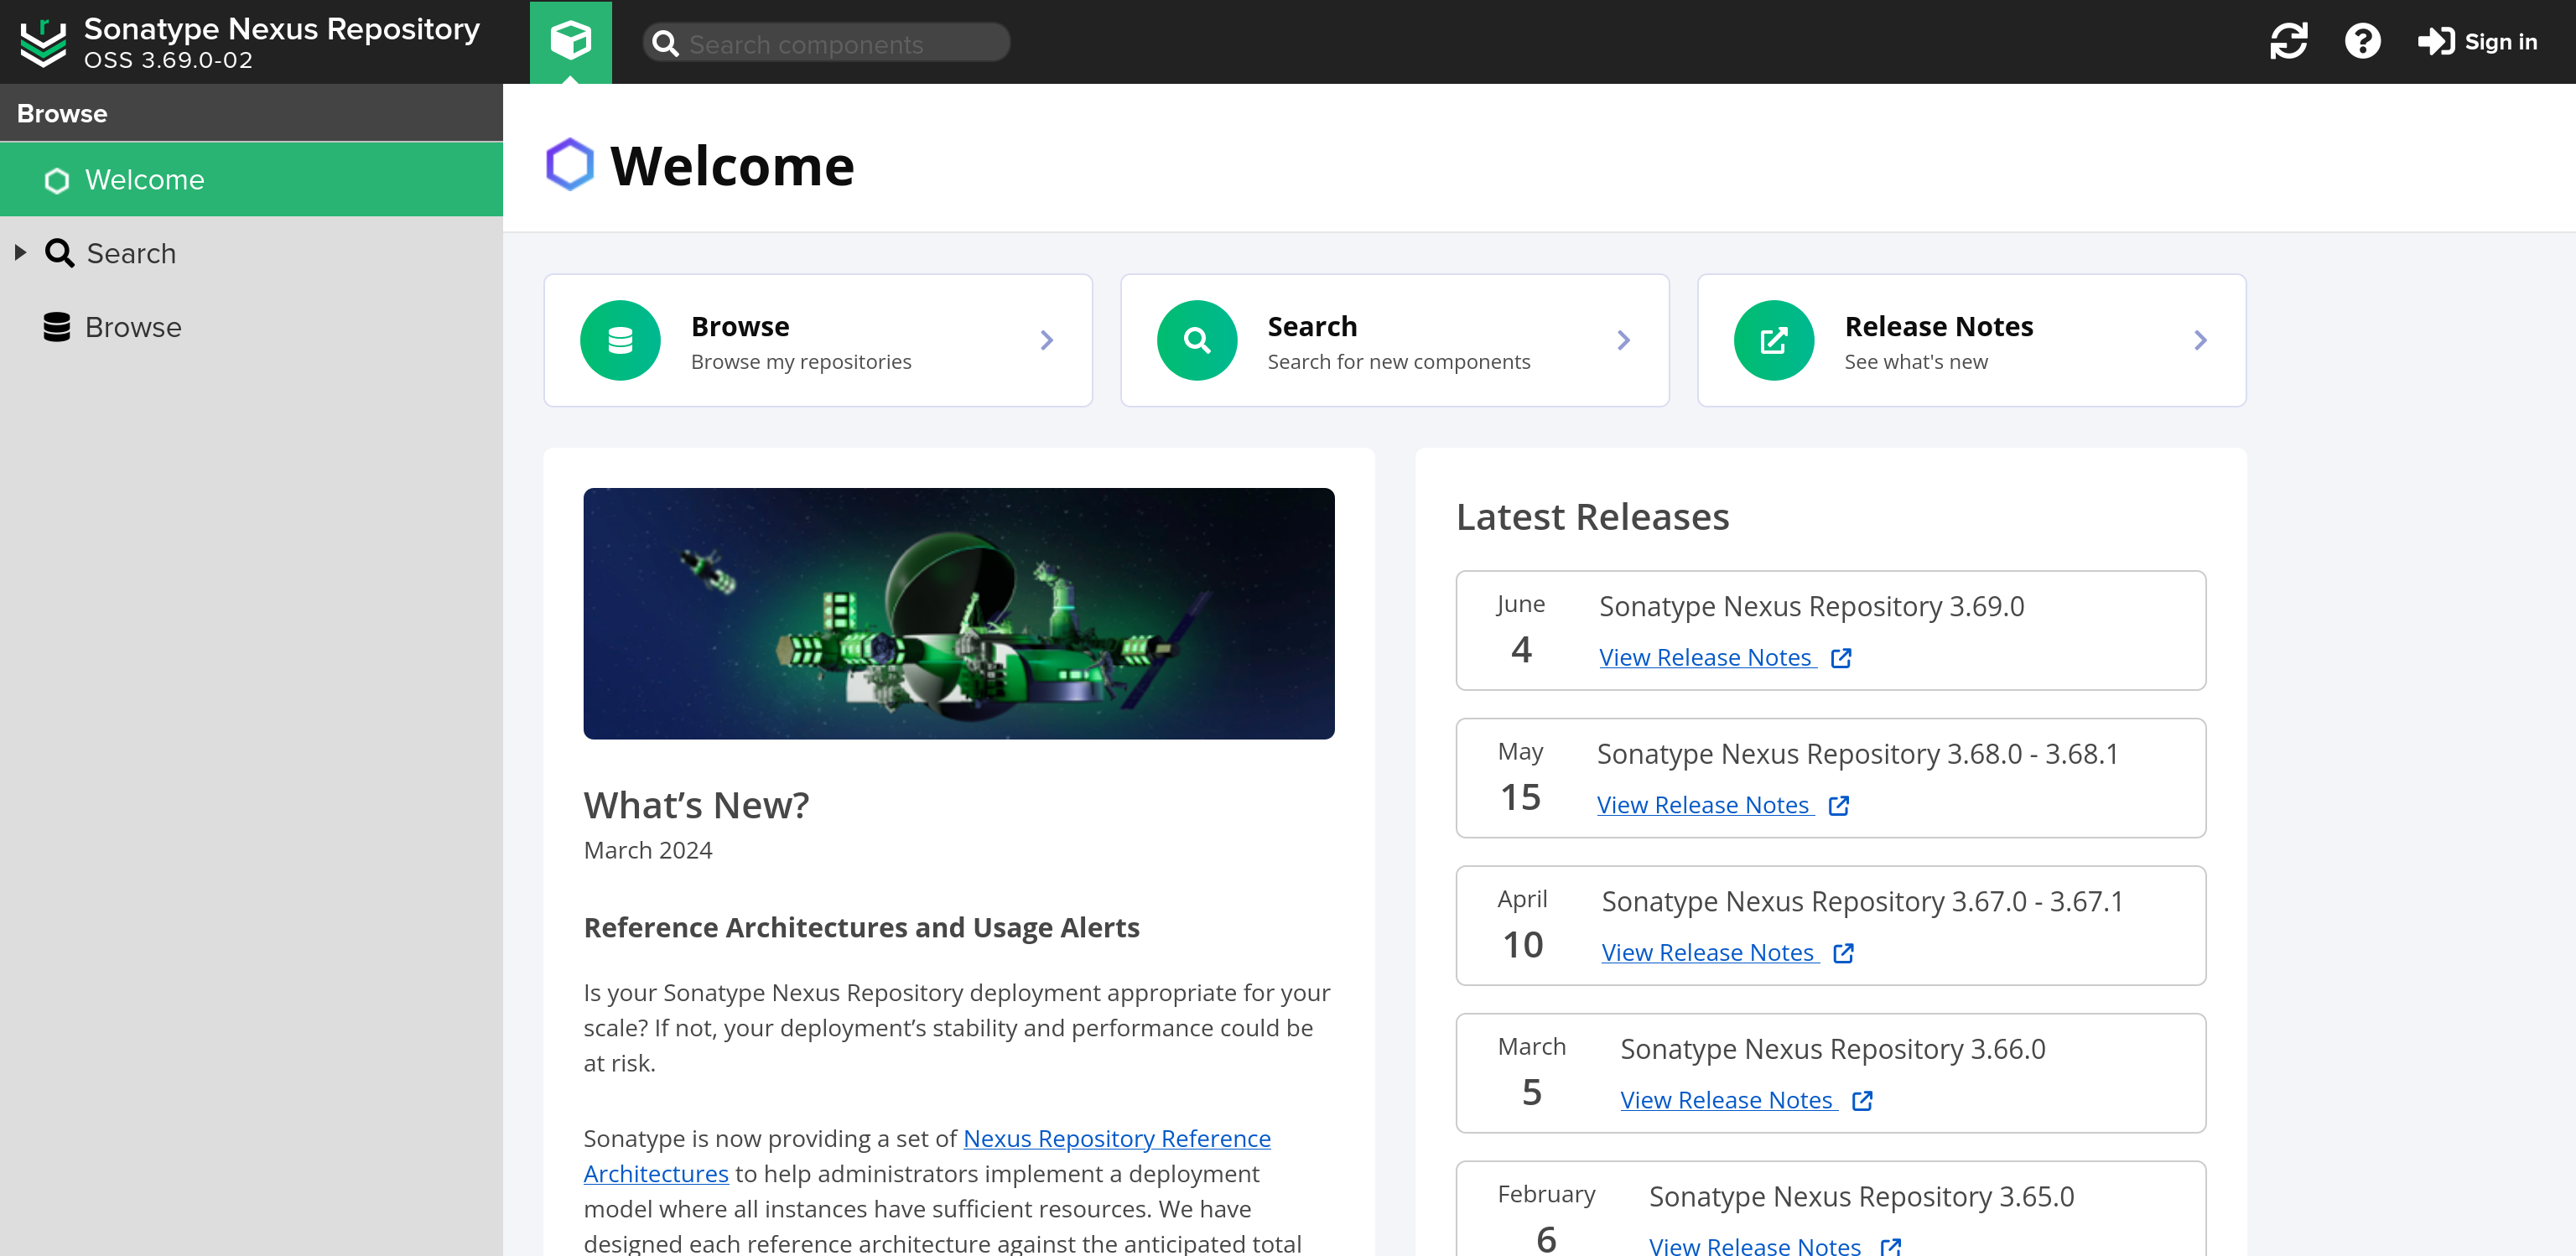 Sonatype Nexus Repository
OSS 3.69.0-02
Search components
Sign in
Browse
Welcome
Search
Browse
Welcome
Browse
Browse my repositories
Search
Search for new components
Release Notes
See what's new
What’s New?
March 2024
Reference Architectures and Usage Alerts
Is your Sonatype Nexus Repository deployment appropriate for your
scale? If not, your deployment’s stability and performance could be
at risk.
Sonatype is now providing a set of Nexus Repository Reference
Architectures to help administrators implement a deployment
model where all instances have sufficient resources. We have
designed each reference architecture against the anticipated total
Latest Releases
June
4
Sonatype Nexus Repository 3.69.0
View Release Notes
May
15
Sonatype Nexus Repository 3.68.0 - 3.68.1
View Release Notes
April
10
Sonatype Nexus Repository 3.67.0 - 3.67.1
View Release Notes
March
5
Sonatype Nexus Repository 3.66.0
View Release Notes
February
6
Sonatype Nexus Repository 3.65.0
View Release Notes